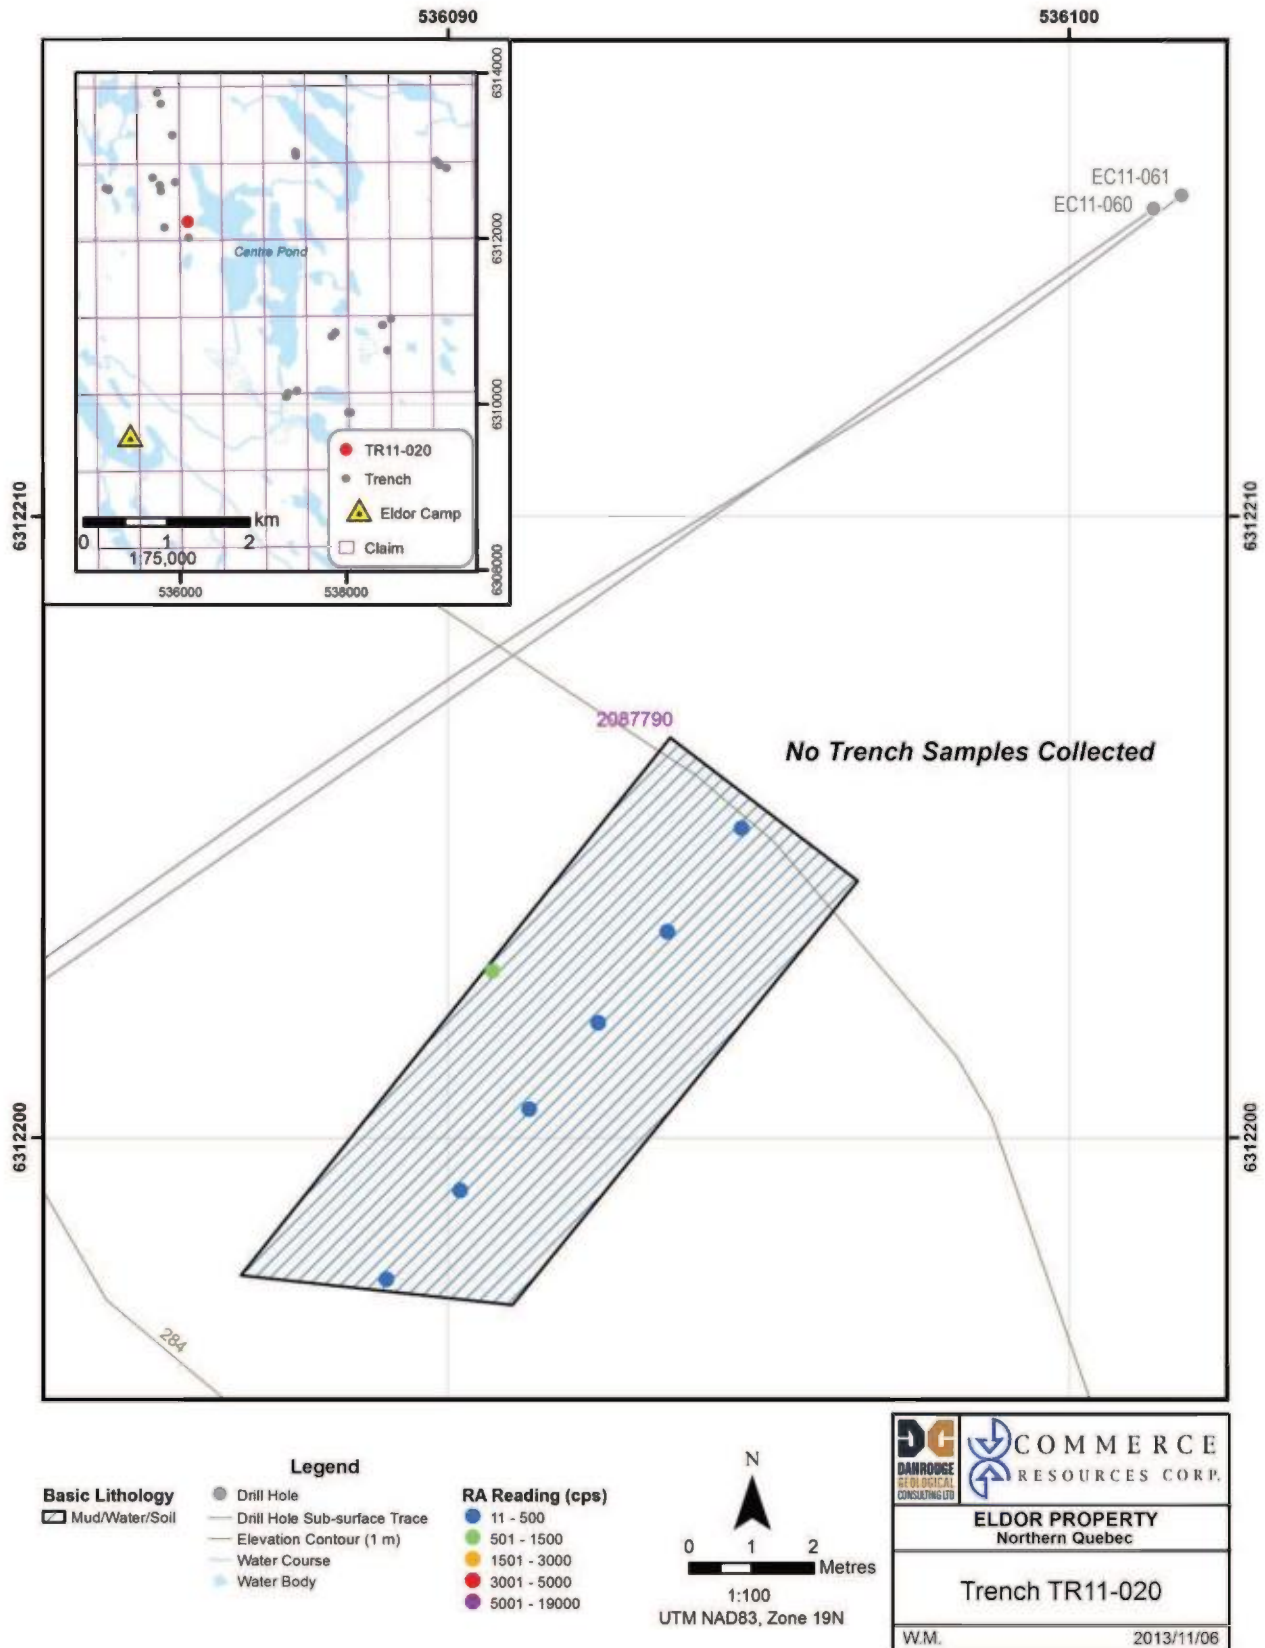 536090
536100
6314000
6312000
6310000
6308000
Centre Pond
TR11-020
Trench
Eldor Camp
Claim
km
0 1 2
1:75,000
536000
538000
EC11-061
EC11-060
6312210
6312210
2087790
No Trench Samples Collected
6312200
6312200
284
Legend
Basic Lithology
Mud/Water/Soil
Drill Hole
Drill Hole Sub-surface Trace
Elevation Contour (1 m)
Water Course
Water Body
RA Reading (cps)
11 - 500
501 - 1500
1501 - 3000
3001 - 5000
5001 - 19000
N
0 1 2
Metres
1:100
UTM NAD83, Zone 19N
DAHRODGE
GEOLOGICAL
CONSULTING LTD
COMMERCE
RESOURCES CORP.
ELDOR PROPERTY
Northern Quebec
Trench TR11-020
W.M. 2013/11/06